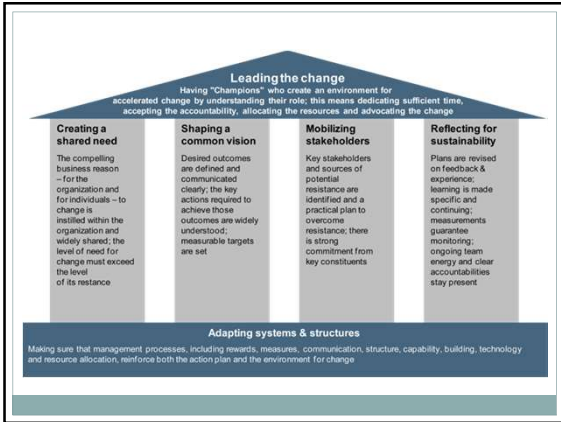 Leading the change
Having "Champions" who create an environment for
accelerated change by understanding their role; this means dedicating sufficient time,
accepting the accountability, allocating the resources and advocating the change
Creating a
shared need
The compelling
business reason
– for the
organization and
for individuals – to
change is
instilled within the
organization and
widely shared; the
level of need for
change must exceed
the level
of its restance
Shaping a
common vision
Desired outcomes
are defined and
communicated
clearly; the key
actions required to
achieve those
outcomes are widely
understood;
measurable targets
are set
Mobilizing
stakeholders
Key stakeholders
and sources of
potential
resistance are
identified and a
practical plan to
overcome
resistance; there
is strong
commitment from
key constituents
Reflecting for
sustainability
Plans are revised
on feedback &
experience;
learning is made
specific and
continuing;
measurements
guarantee
monitoring;
ongoing team
energy and clear
accountabilities
stay present
Adapting systems & structures
Making sure that management processes, including rewards, measures, communication, structure, capability, building, technology
and resource allocation, reinforce both the action plan and the environment for change